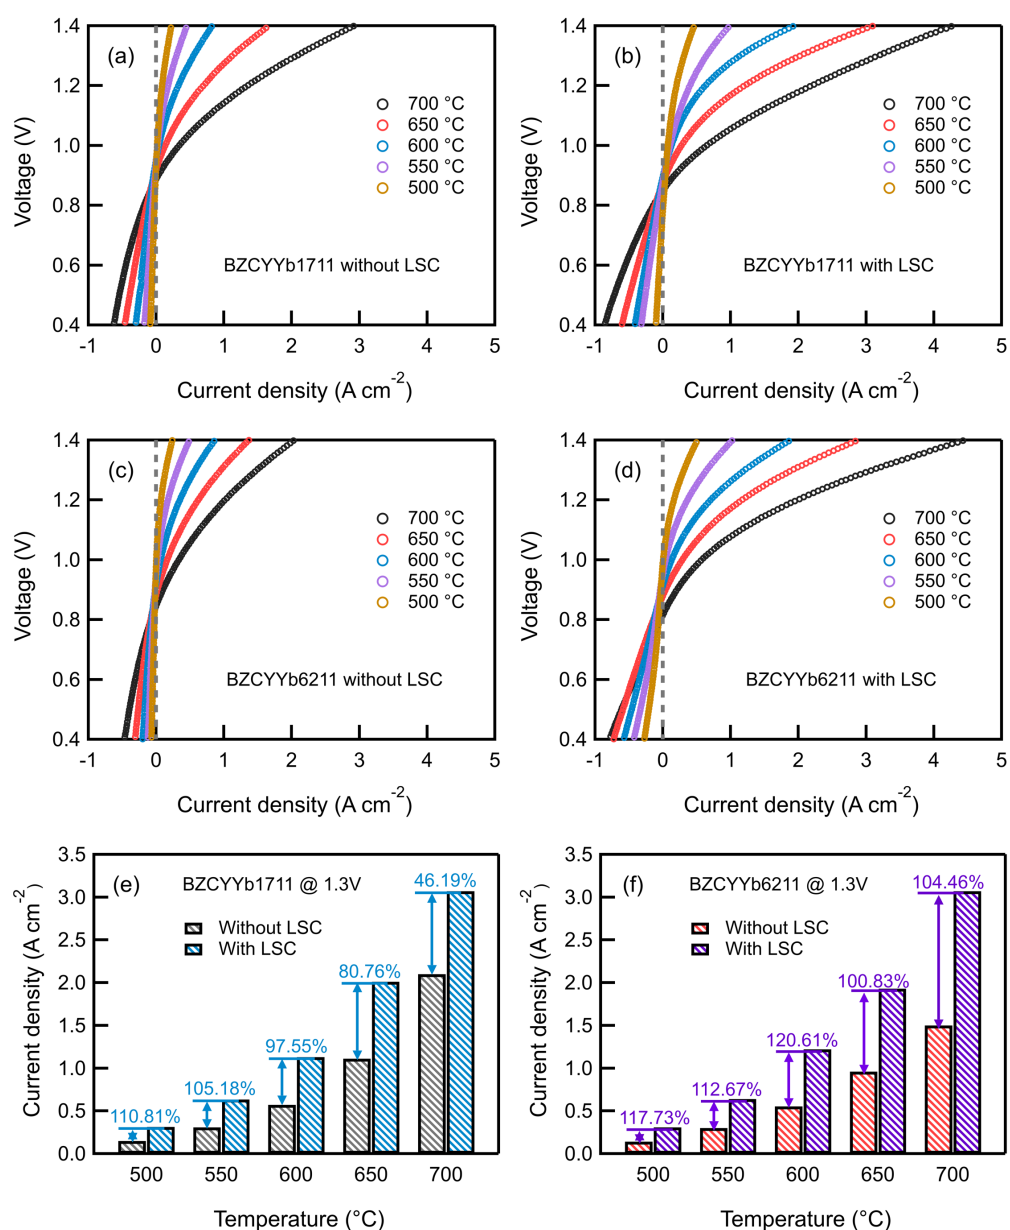 (a)
1.4
1.2
1.0
0.8
0.6
0.4
Voltage (V)
700 °C
650 °C
600 °C
550 °C
500 °C
BZCYYb1711 without LSC
-1 0 1 2 3 4 5
Current density (A cm-2)
(b)
1.4
1.2
1.0
0.8
0.6
0.4
Voltage (V)
700 °C
650 °C
600 °C
550 °C
500 °C
BZCYYb1711 with LSC
-1 0 1 2 3 4 5
Current density (A cm-2)
(c)
1.4
1.2
1.0
0.8
0.6
0.4
Voltage (V)
700 °C
650 °C
600 °C
550 °C
500 °C
BZCYYb6211 without LSC
-1 0 1 2 3 4 5
Current density (A cm-2)
(d)
1.4
1.2
1.0
0.8
0.6
0.4
Voltage (V)
700 °C
650 °C
600 °C
550 °C
500 °C
BZCYYb6211 with LSC
-1 0 1 2 3 4 5
Current density (A cm-2)
(e)
BZCYYb1711 @ 1.3V
3.5
3.0
2.5
2.0
1.5
1.0
0.5
0.0
Current density (A cm-2)
Without LSC
With LSC
46.19%
80.76%
97.55%
105.18%
110.81%
500 550 600 650 700
Temperature (°C)
(f)
BZCYYb6211 @ 1.3V
3.5
3.0
2.5
2.0
1.5
1.0
0.5
0.0
Current density (A cm-2)
Without LSC
With LSC
104.46%
100.83%
120.61%
112.67%
117.73%
500 550 600 650 700
Temperature (°C)